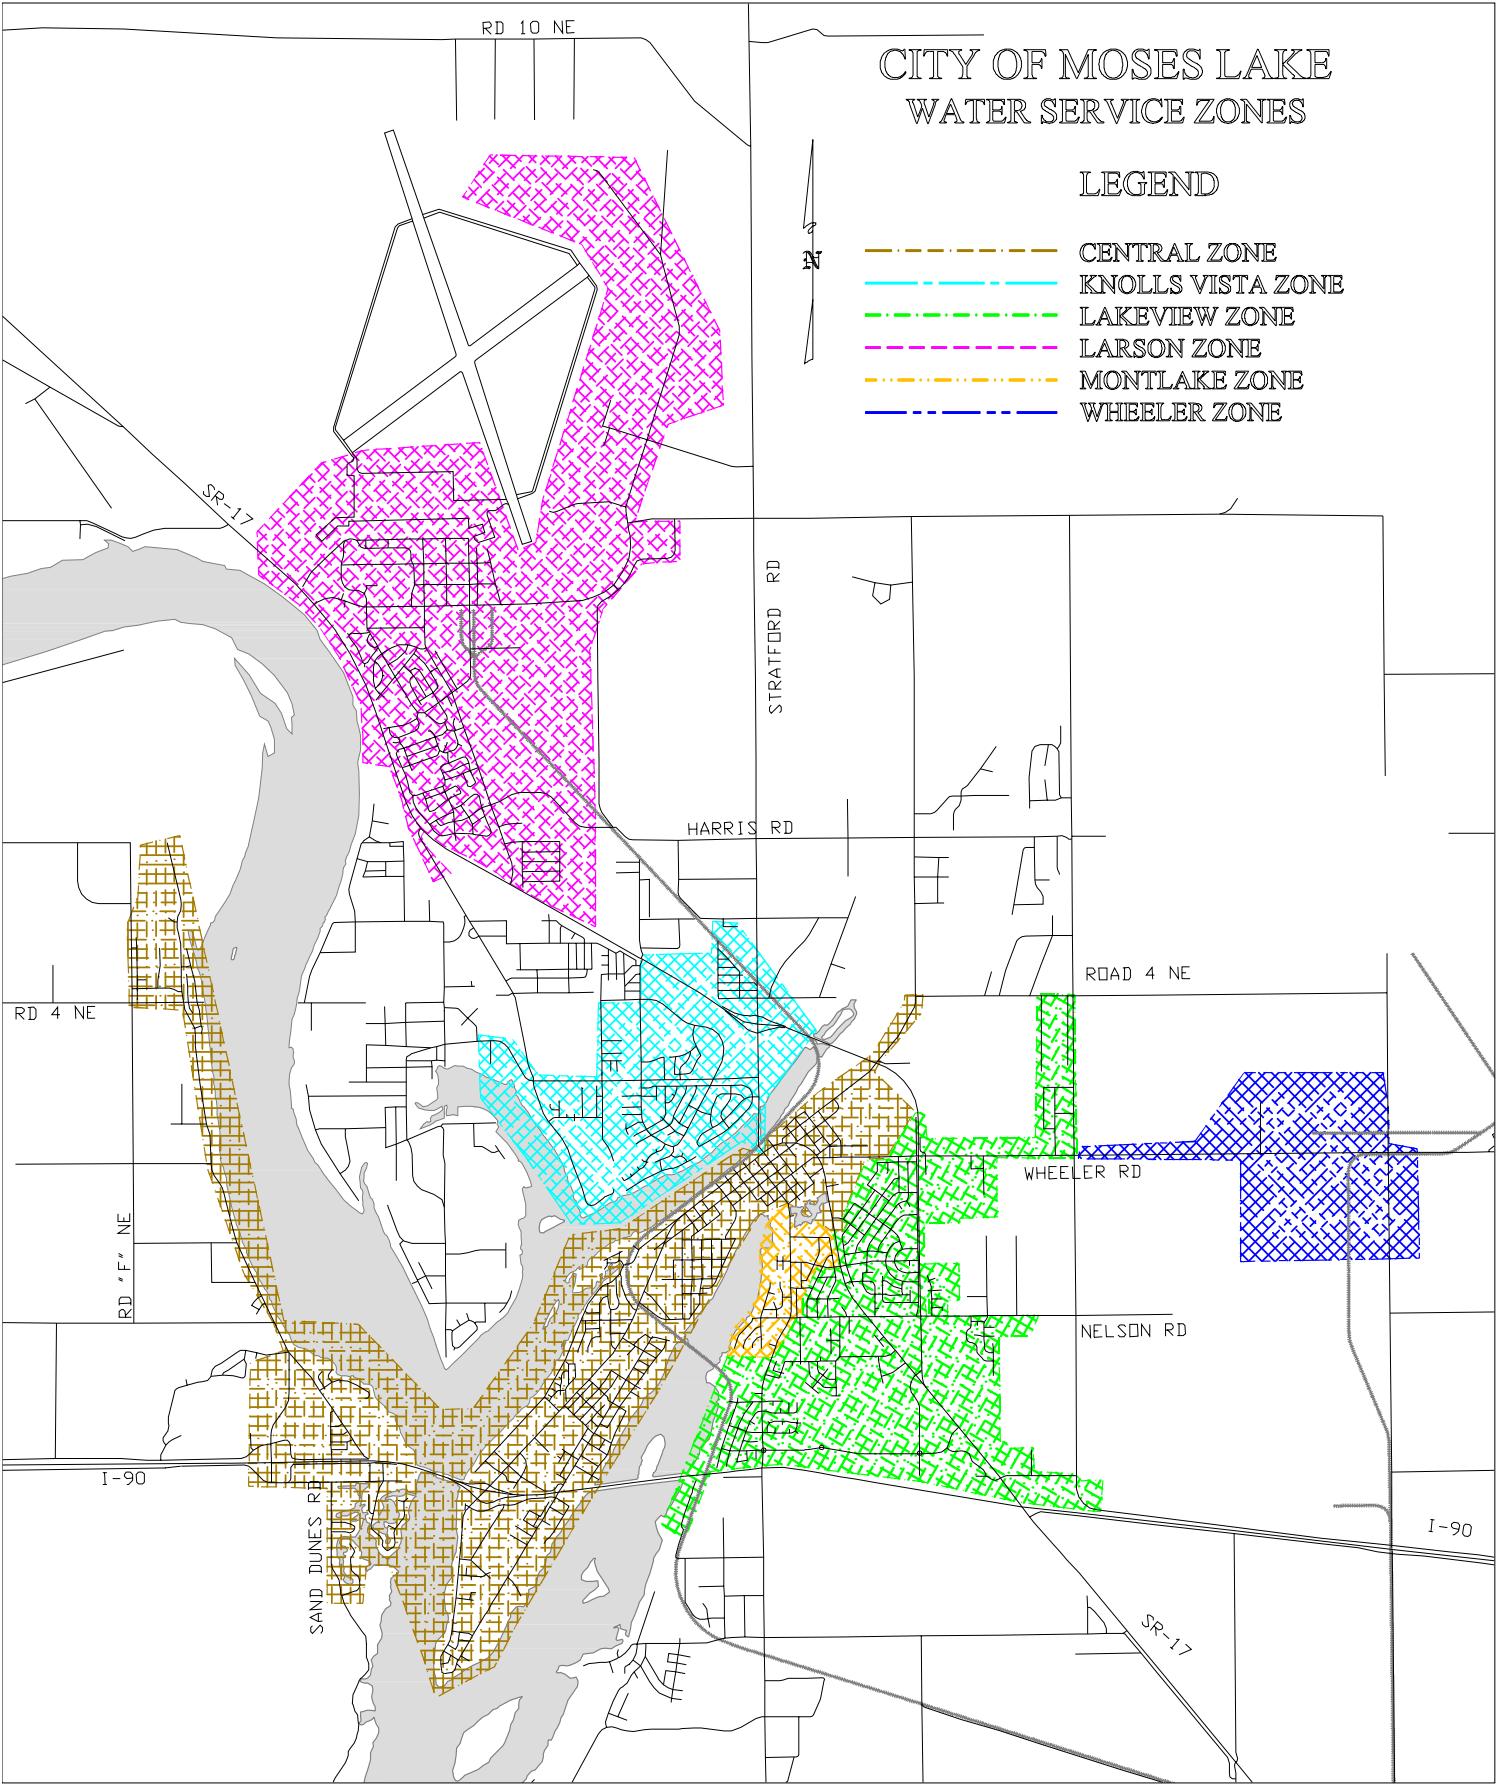 RD 10 NE
CITY OF MOSES LAKE
WATER SERVICE ZONES
LEGEND
N
CENTRAL ZONE
KNOLLS VISTA ZONE
LAKEVIEW ZONE
LARSON ZONE
MONTLAKE ZONE
WHEELER ZONE
SR-17
STRATFORD RD
HARRIS RD
ROAD 4 NE
RD 4 NE
WHEELER RD
RD "F" NE
NELSON RD
I-90
SAND DUNES RD
I-90
SR-17